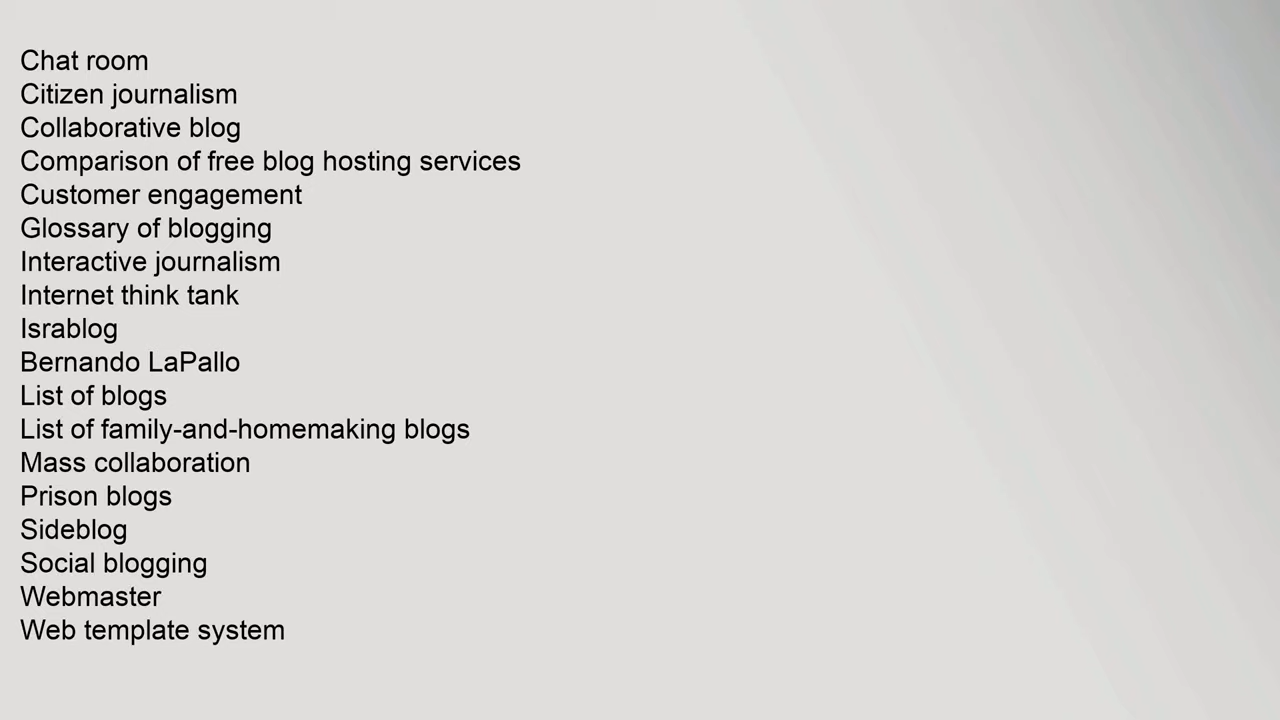 Chat room
Citizen journalism
Collaborative blog
Comparison of free blog hosting services
Customer engagement
Glossary of blogging
Interactive journalism
Internet think tank
Israblog
Bernando LaPallo
List of blogs
List of family-and-homemaking blogs
Mass collaboration
Prison blogs
Sideblog
Social blogging
Webmaster
Web template system